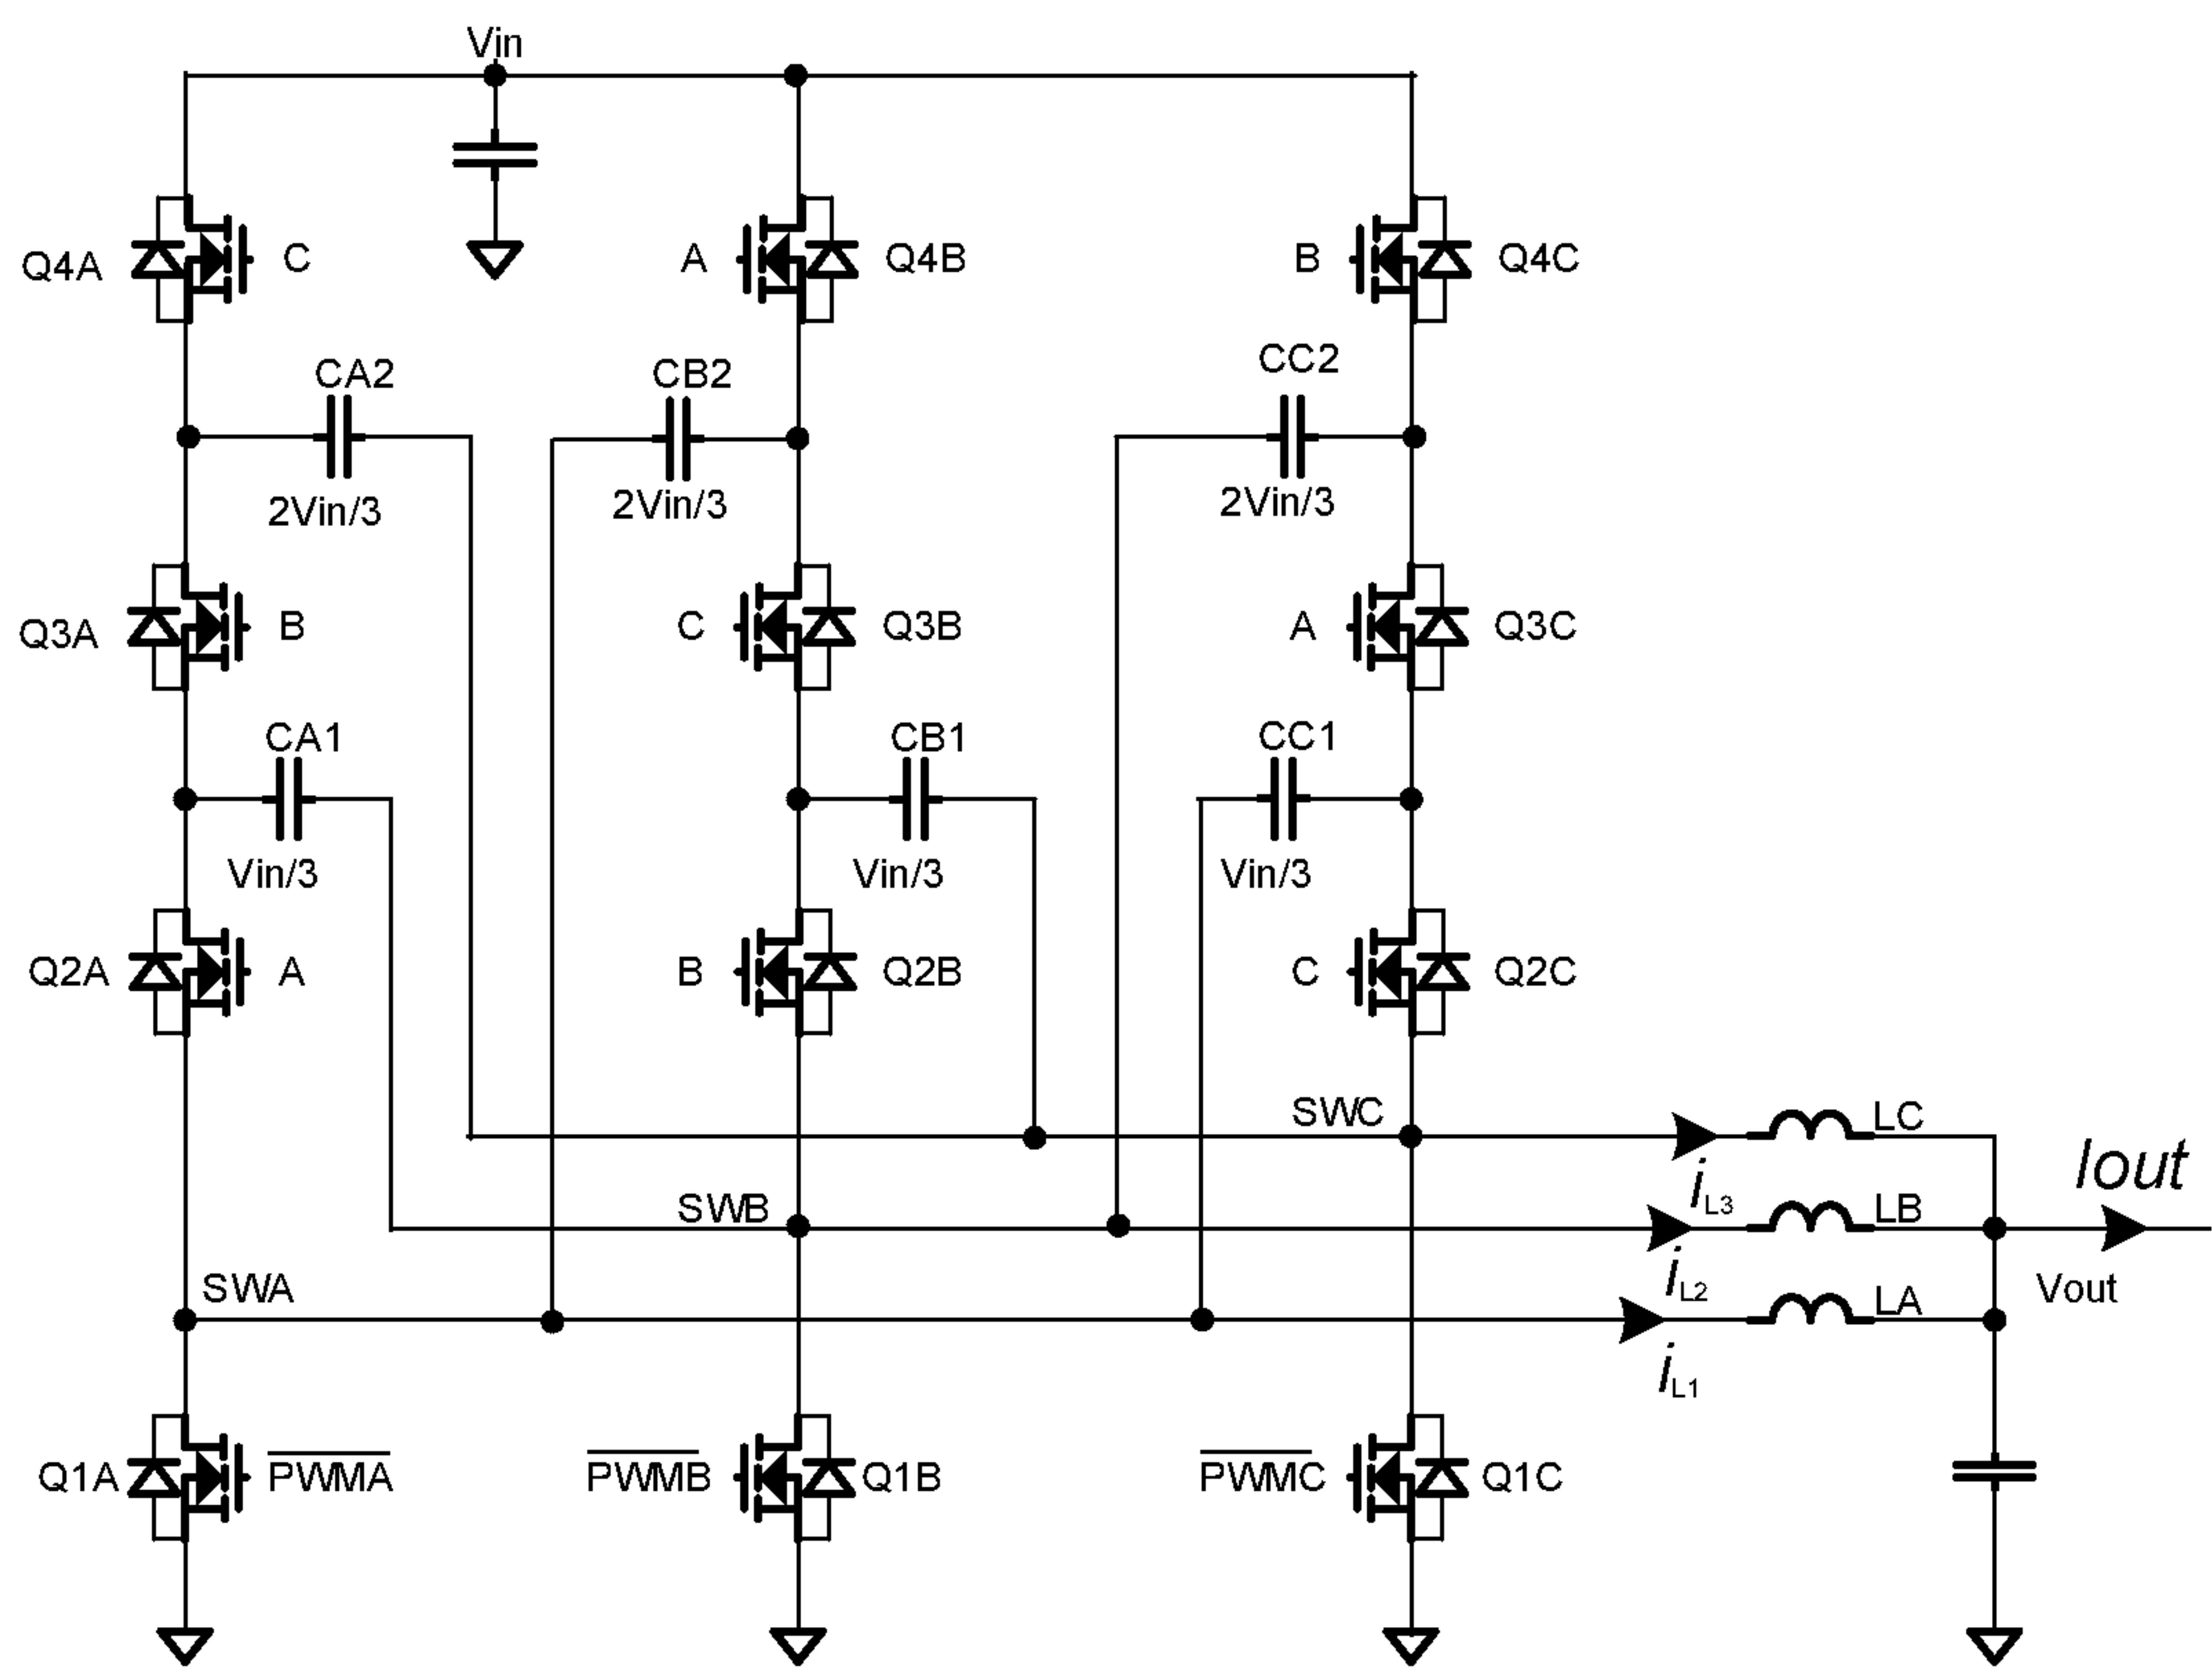 Vin
Q4A
C
A
Q4B
B
Q4C
CA2
CB2
CC2
2Vin/3
2Vin/3
2Vin/3
Q3A
B
C
Q3B
A
Q3C
CA1
CB1
CC1
Vin/3
Vin/3
Vin/3
Q2A
A
B
Q2B
C
Q2C
SWC
LC
iL3
Iout
SWB
LB
iL2
SWA
LA
Vout
iL1
Q1A
PWMA
PWMB
Q1B
PWMC
Q1C